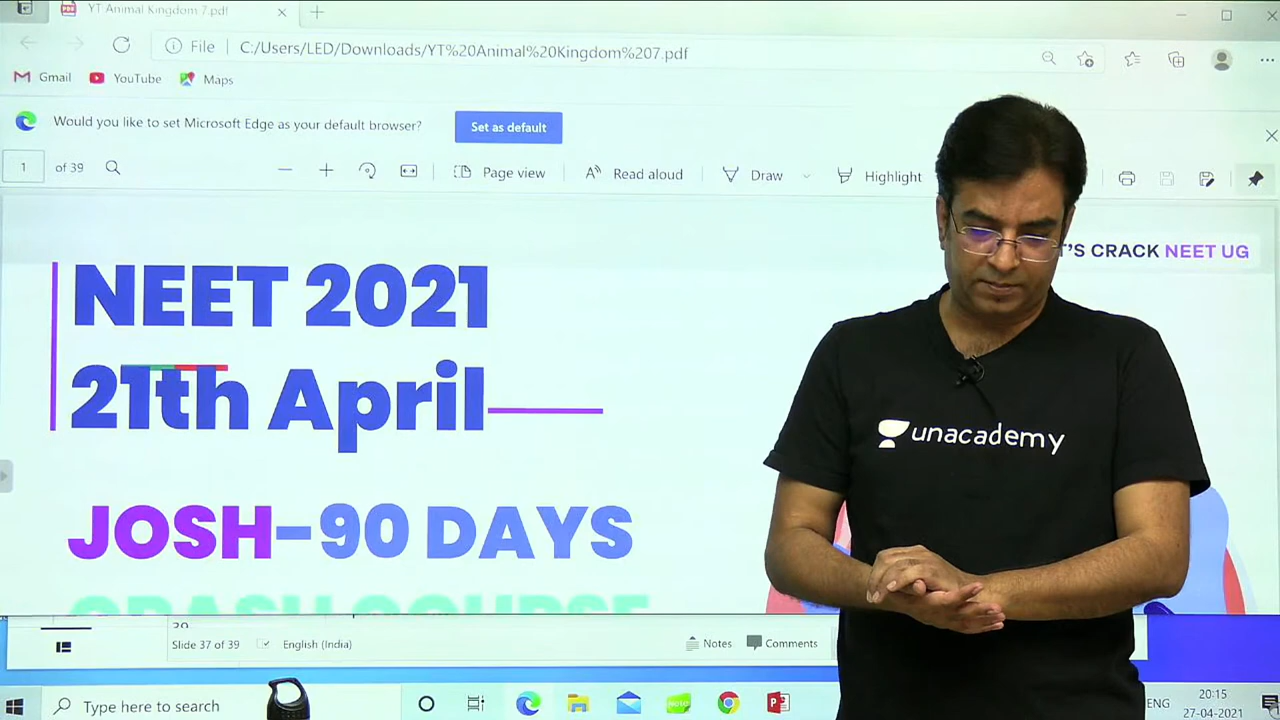 YT Animal Kingdom 7.pdf
File
C:/Users/LED/Downloads/YT%20Animal%20Kingdom%207.pdf
Gmail
YouTube
Maps
Would you like to set Microsoft Edge as your default browser?
Set as default
1
of 39
Page view
Read aloud
Draw
Highlight
T'S CRACK NEET UG
NEET 2021
21th April
unacademy
JOSH-90 DAYS
CRASH COURSE
Slide 37 of 39
English (India)
Notes
Comments
Type here to search
ENG
20:15
27-04-2021